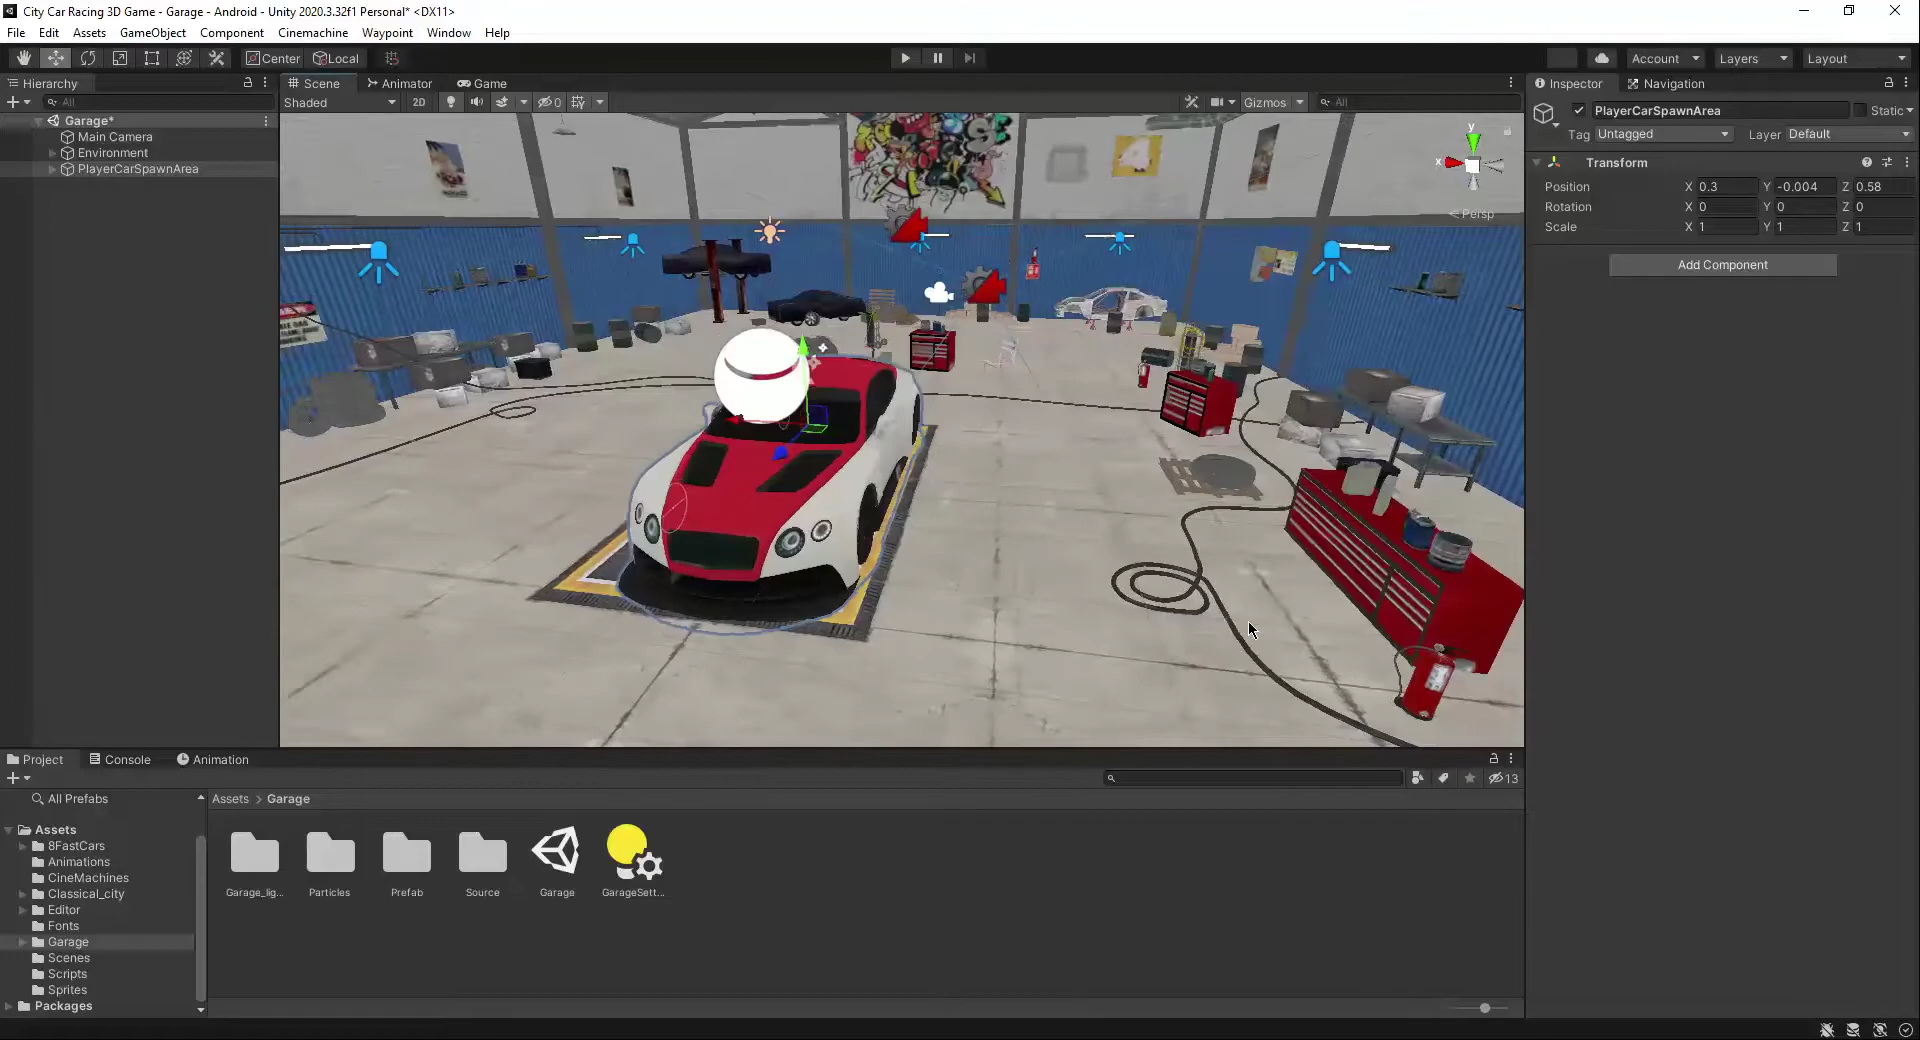 City Car Racing 3D Game - Garage - Android - Unity 2020.3.32f1 Personal* <DX11>
File Edit Assets GameObject Component Cinemachine Waypoint Window Help
Center Local Account Layers Layout
Hierarchy Scene Animator Game Inspector Navigation
All Shaded 2D 0 Gizmos All
PlayerCarSpawnArea Static
Garage*
Main Camera
Environment
PlayerCarSpawnArea
Tag Untagged Layer Default
Transform
Position X 0.3 Y -0.004 Z 0.58
Rotation X 0 Y 0 Z 0
Scale X 1 Y 1 Z 1
Add Component
y
x
< Persp
Project Console Animation
13
All Prefabs
Assets > Garage
Assets
8FastCars
Animations
CineMachines
Classical_city
Editor
Fonts
Garage
Scenes
Scripts
Sprites
Packages
Garage_lig... Particles Prefab Source Garage GarageSett...